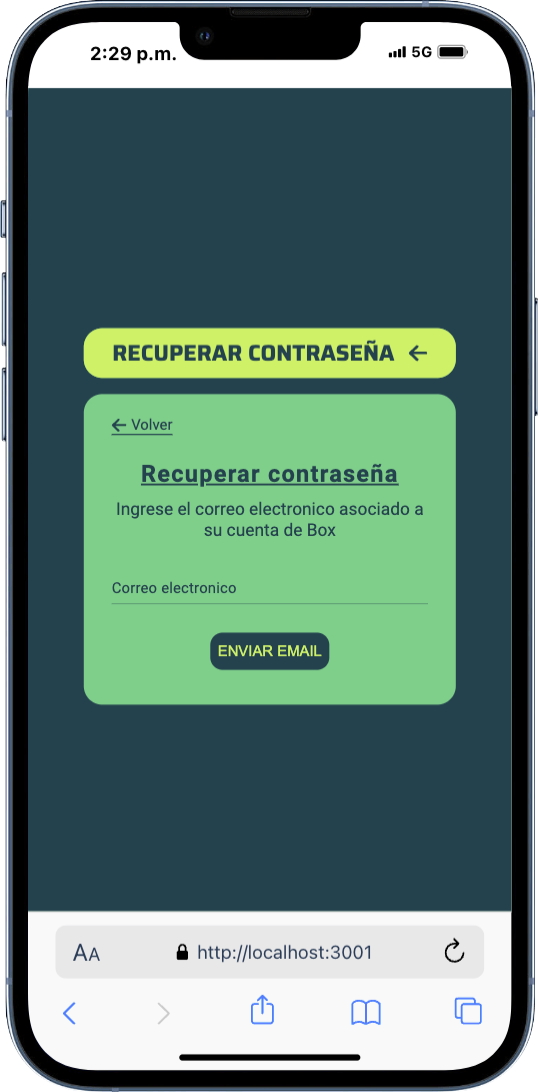 2:29 p.m.
5G
RECUPERAR CONTRASEÑA
Volver
Recuperar contraseña
Ingrese el correo electronico asociado a
su cuenta de Box
Correo electronico
ENVIAR EMAIL
AA
http://localhost:3001